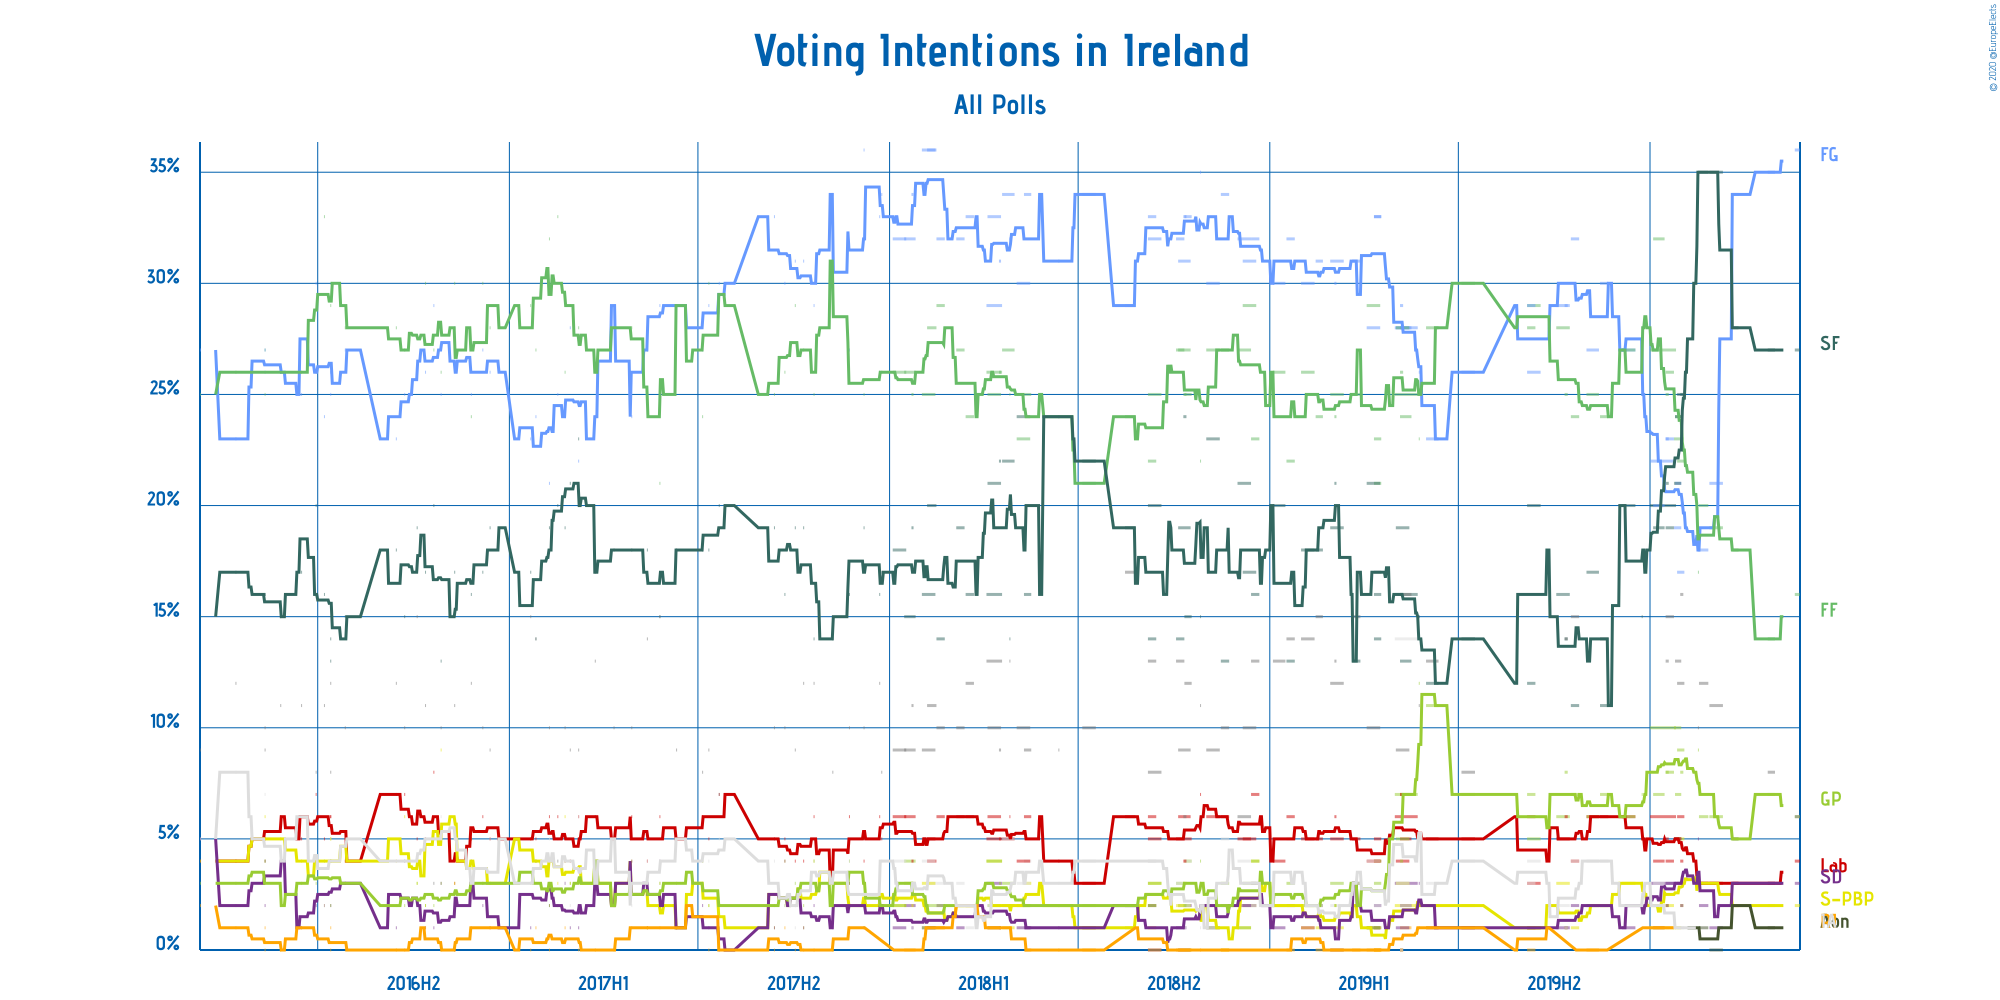 Voting Intentions in Ireland
All Polls
© 2020 @EuropeElects
35%
30%
25%
20%
15%
10%
5%
0%
FG
SF
FF
GP
Lab
SD
S-PBP
2016H2
2017H1
2017H2
2018H1
2018H2
2019H1
2019H2